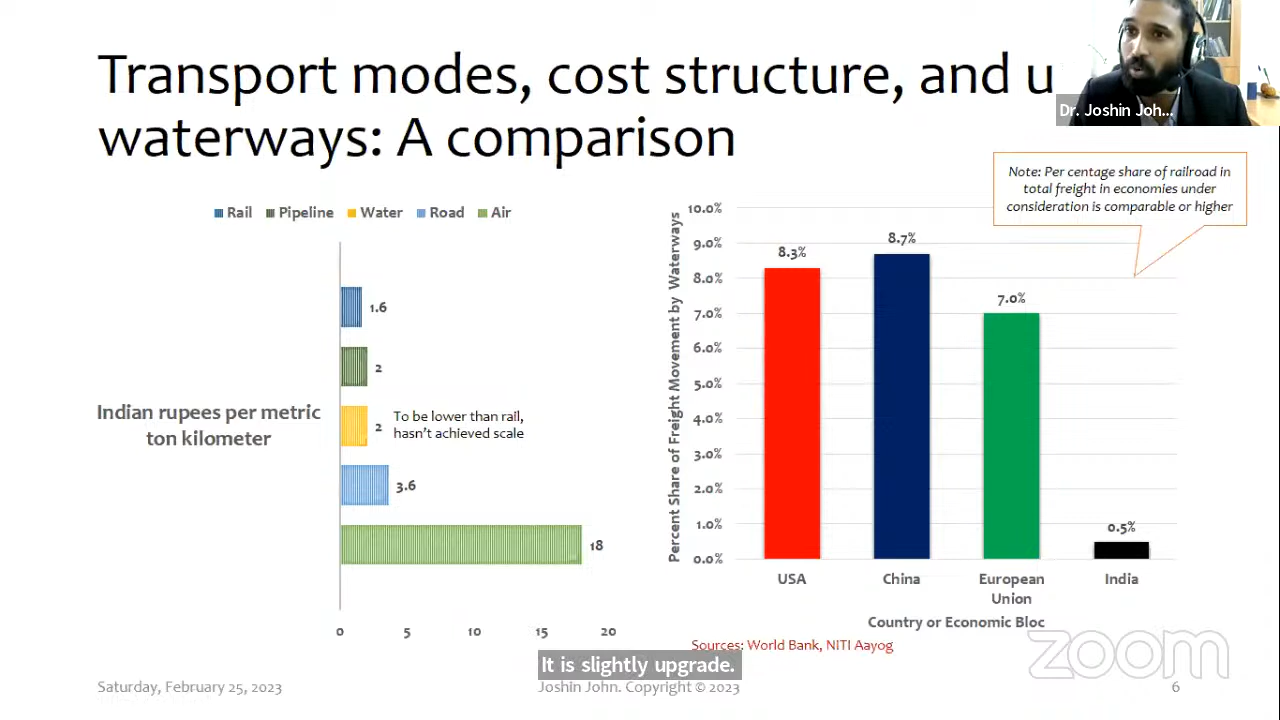 Transport modes, cost structure, and u
waterways: A comparison
Dr. Joshin Joh...
Note: Per centage share of railroad in
total freight in economies under
consideration is comparable or higher
Rail Pipeline Water Road Air
1.6
2
2
3.6
18
To be lower than rail,
hasn't achieved scale
Indian rupees per metric
ton kilometer
0 5 10 15 20
Percent Share of Freight Movement by Waterways
10.0%
9.0%
8.0%
7.0%
6.0%
5.0%
4.0%
3.0%
2.0%
1.0%
0.0%
8.3%
8.7%
7.0%
0.5%
USA China European India
Union
Country or Economic Bloc
Sources: World Bank, NITI Aayog
zoom
It is slightly upgrade.
Saturday, February 25, 2023 Joshin John. Copyright © 2023 6